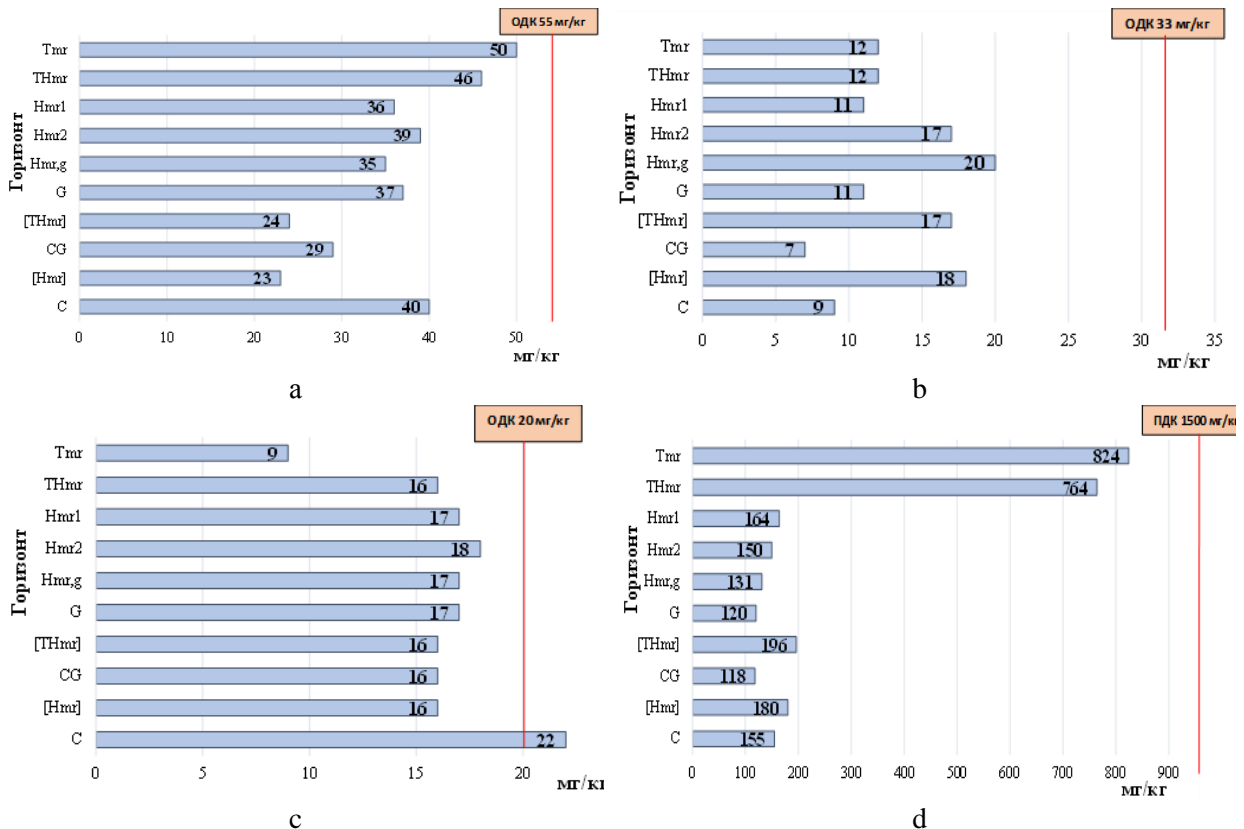 ОДК 55 мг/кг
Горизонт
Tmr 50
THmr 46
Hmr1 36
Hmr2 39
Hmr,g 35
G 37
[THmr] 24
CG 29
[Hmr] 23
C 40
0 10 20 30 40 50
мг/кг
a
ОДК 33 мг/кг
Горизонт
Tmr 12
THmr 12
Hmr1 11
Hmr2 17
Hmr,g 20
G 11
[THmr] 17
CG 7
[Hmr] 18
C 9
0 5 10 15 20 25 30 35
мг/кг
b
ОДК 20 мг/кг
Горизонт
Tmr 9
THmr 16
Hmr1 17
Hmr2 18
Hmr,g 17
G 17
[THmr] 16
CG 16
[Hmr] 16
C 22
0 5 10 15 20
мг/кг
c
ПДК 1500 мг/кг
Горизонт
Tmr 824
THmr 764
Hmr1 164
Hmr2 150
Hmr,g 131
G 120
[THmr] 196
CG 118
[Hmr] 180
C 155
0 100 200 300 400 500 600 700 800 900
мг/кг
d